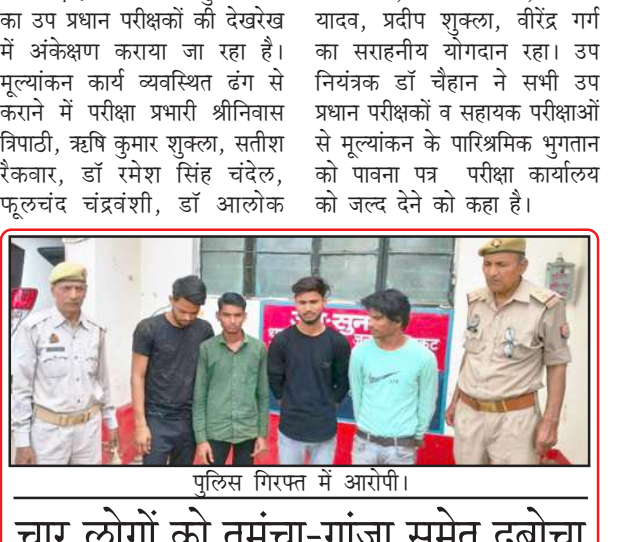 का उप प्रधान परीक्षकों की देखरेख
में अंकेक्षण कराया जा रहा है।
मूल्यांकन कार्य व्यवस्थित ढंग से
कराने में परीक्षा प्रभारी श्रीनिवास
त्रिपाठी, ऋषि कुमार शुक्ला, सतीश
रैकवार, डॉ रमेश सिंह चंदेल,
फूलचंद चंद्रवंशी, डॉ आलोक
यादव, प्रदीप शुक्ला, वीरेंद्र गर्ग
का सराहनीय योगदान रहा। उप
नियंत्रक डॉ चैहान ने सभी उप
प्रधान परीक्षकों व सहायक परीक्षाओं
से मूल्यांकन के पारिश्रमिक भुगतान
को पावना पत्र परीक्षा कार्यालय
को जल्द देने को कहा है।
पुलिस गिरफ्त में आरोपी।
चार लोगों को तमंचा-गांजा समेत दबोचा